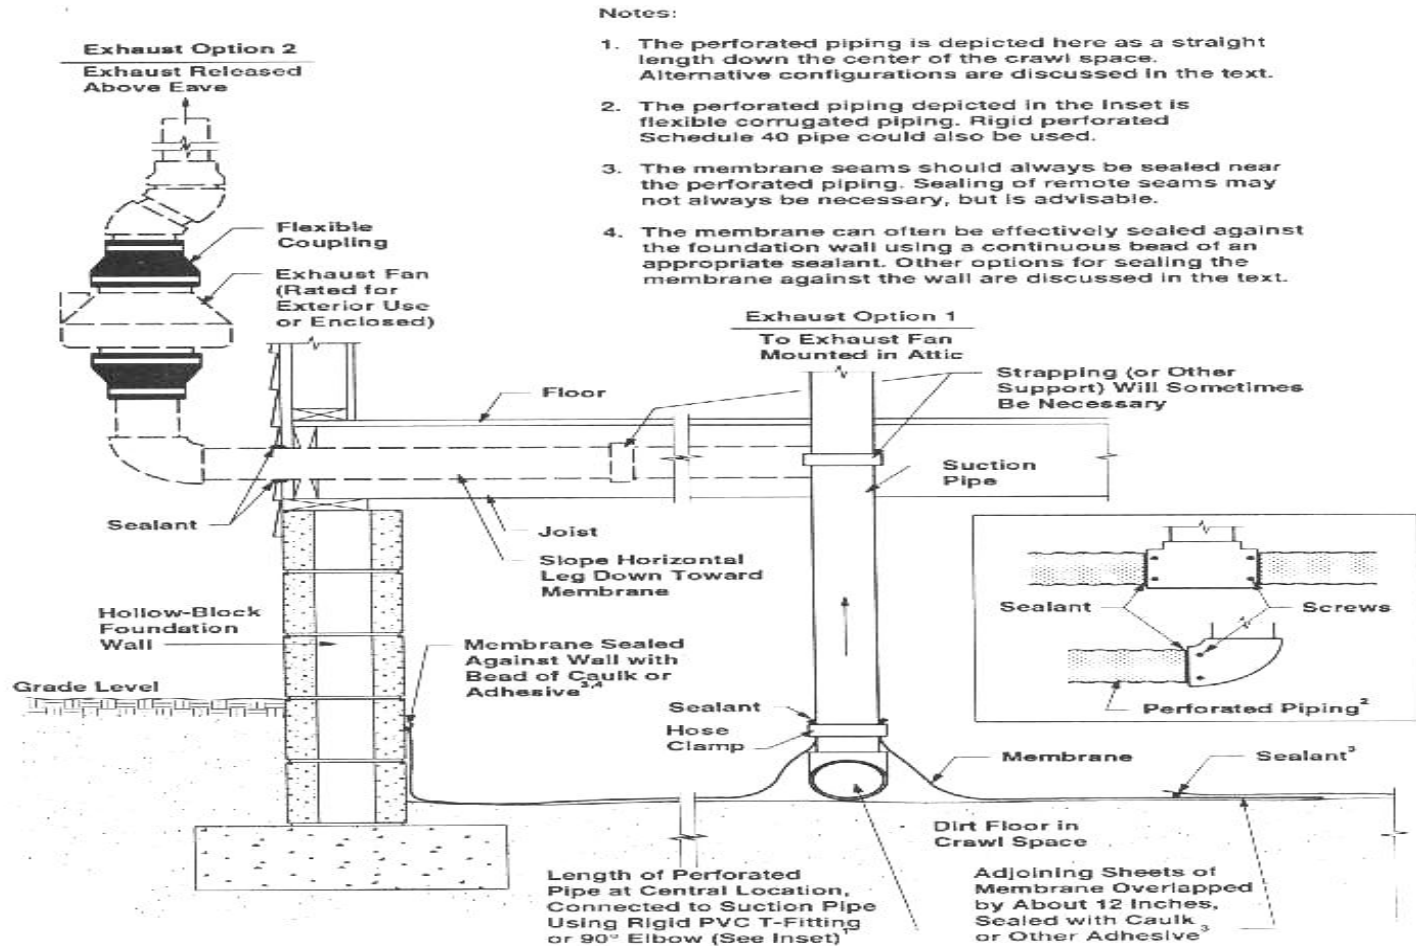 Notes:
1. The perforated piping is depicted here as a straight
length down the center of the crawl space.
Alternative configurations are discussed in the text.
2. The perforated piping depicted in the Inset is
flexible corrugated piping. Rigid perforated
Schedule 40 pipe could also be used.
3. The membrane seams should always be sealed near
the perforated piping. Sealing of remote seams may
not always be necessary, but is advisable.
4. The membrane can often be effectively sealed against
the foundation wall using a continuous bead of an
appropriate sealant. Other options for sealing the
membrane against the wall are discussed in the text.
Exhaust Option 2
Exhaust Released
Above Eave
Flexible
Coupling
Exhaust Fan
(Rated for
Exterior Use
or Enclosed)
Exhaust Option 1
To Exhaust Fan
Mounted in Attic
Strapping (or Other
Support) Will Sometimes
Be Necessary
Floor
Suction
Pipe
Sealant
Joist
Slope Horizontal
Leg Down Toward
Membrane
Sealant
Screws
Perforated Piping²
Hollow-Block
Foundation
Wall
Membrane Sealed
Against Wall with
Bead of Caulk or
Adhesive³,⁴
Grade Level
Sealant
Hose
Clamp
Membrane
Sealant³
Dirt Floor in
Crawl Space
Length of Perforated
Pipe at Central Location,
Connected to Suction Pipe
Using Rigid PVC T-Fitting
or 90° Elbow (See Inset)¹
Adjoining Sheets of
Membrane Overlapped
by About 12 Inches,
Sealed with Caulk
or Other Adhesive³